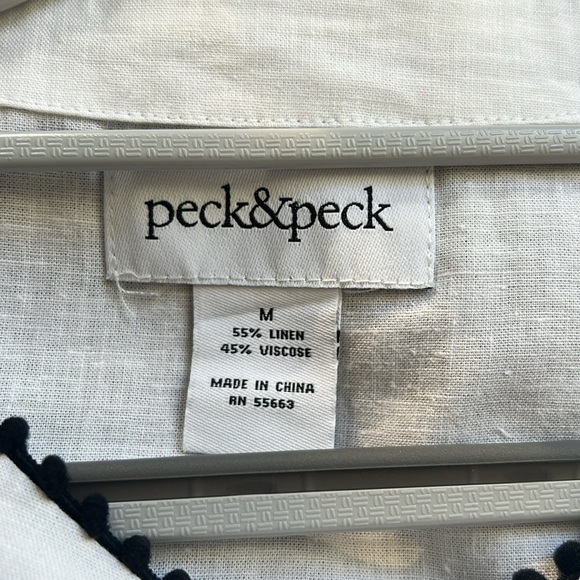 peck&peck
M
55% LINEN
45% VISCOSE
MADE IN CHINA
RN 55663